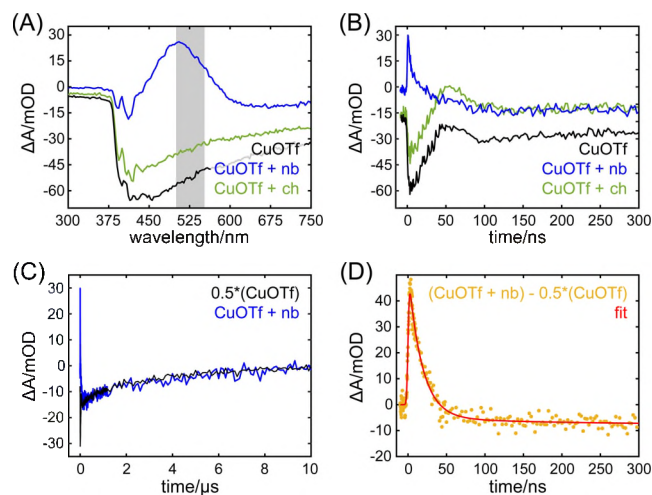 (A)
ΔA/mOD
30
15
0
-15
-30
-45
-60
CuOTf
CuOTf + nb
CuOTf + ch
300 450 600 750
wavelength/nm
(B)
ΔA/mOD
30
15
0
-15
-30
-45
-60
CuOTf
CuOTf + nb
CuOTf + ch
0 50 100 150 200 250 300
time/ns
(C)
ΔA/mOD
30
20
10
0
-10
-20
-30
0.5*(CuOTf)
CuOTf + nb
0 2 4 6 8 10
time/µs
(D)
ΔA/mOD
50
40
30
20
10
0
-10
-20
(CuOTf + nb) - 0.5*(CuOTf)
fit
0 50 100 150 200 250 300
time/ns